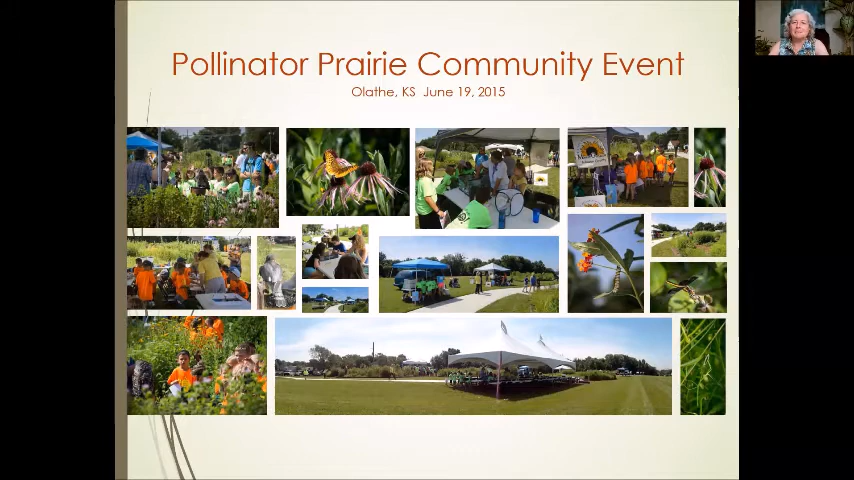 Pollinator Prairie Community Event
Olathe, KS  June 19, 2015